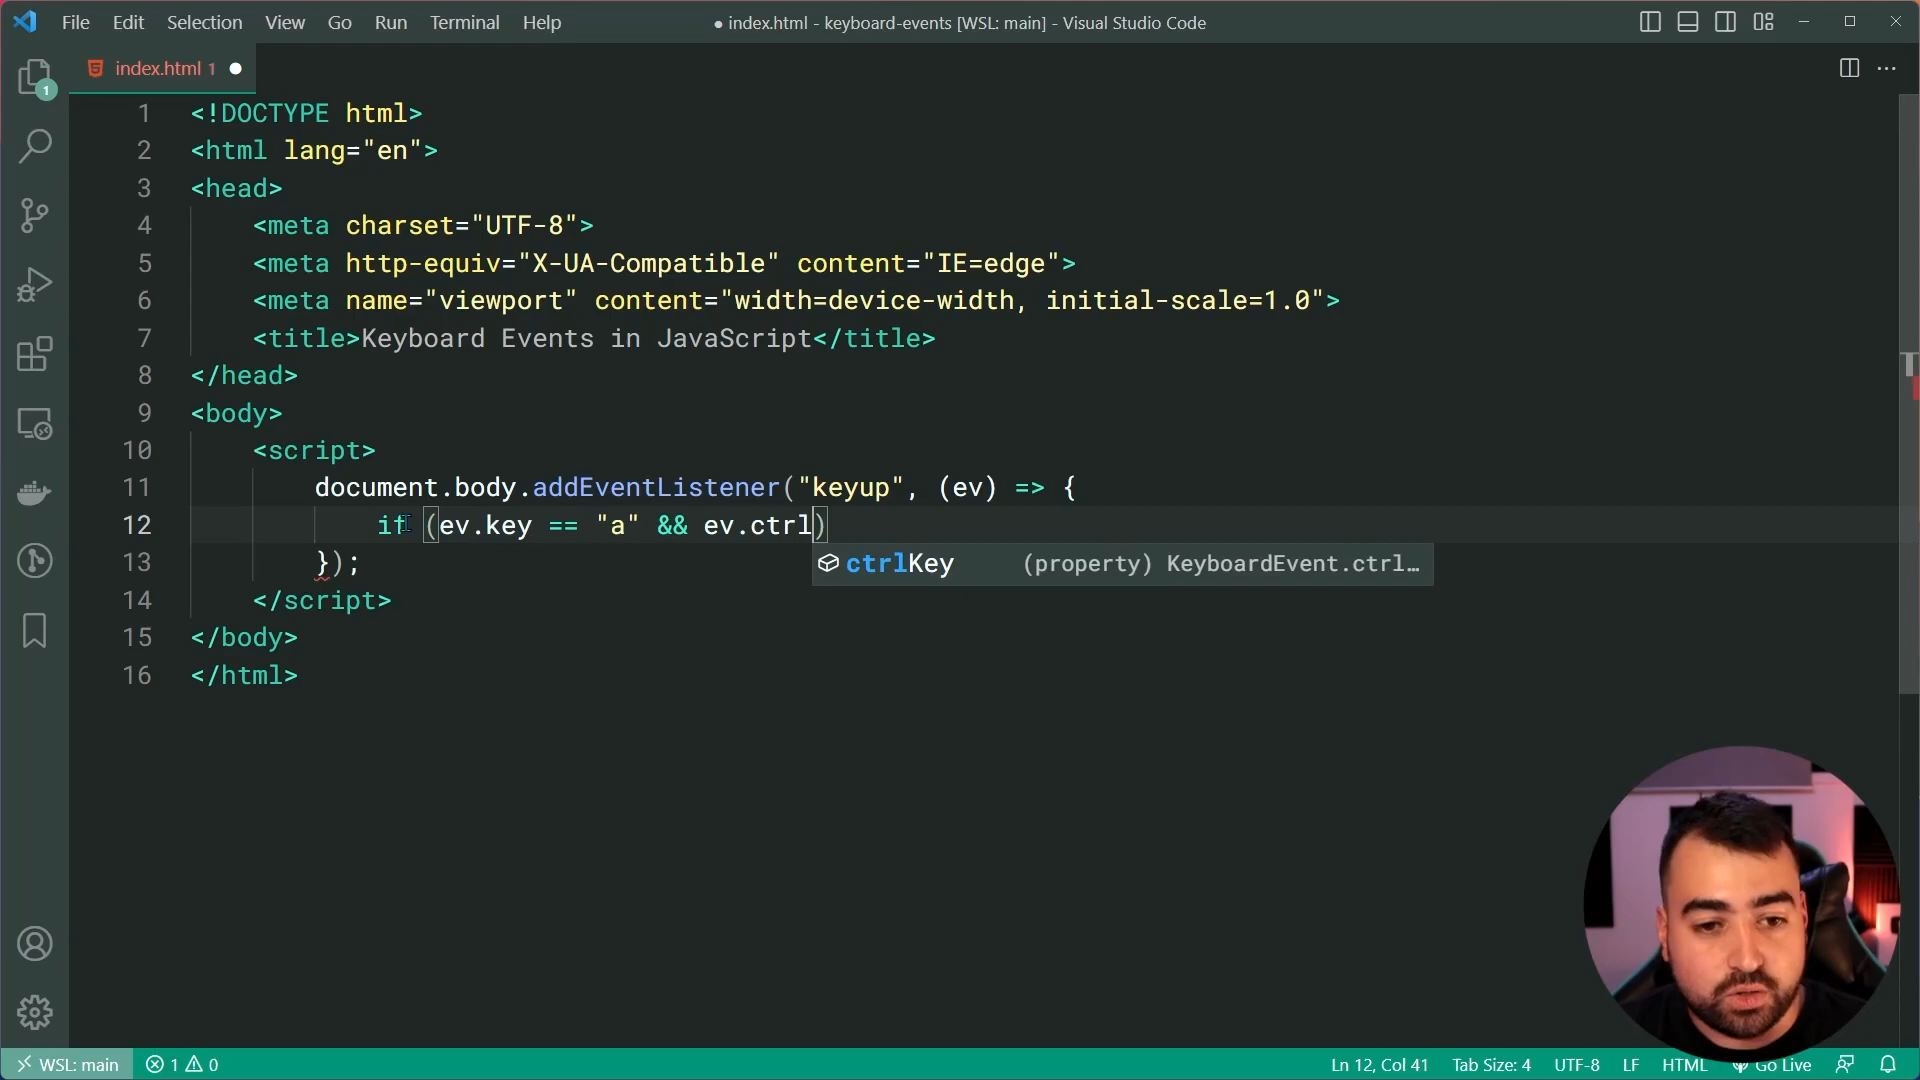 File Edit Selection View Go Run Terminal Help
● index.html - keyboard-events [WSL: main] - Visual Studio Code
1
index.html 1 ●
1 <!DOCTYPE html>
2 <html lang="en">
3 <head>
4 <meta charset="UTF-8">
5 <meta http-equiv="X-UA-Compatible" content="IE=edge">
6 <meta name="viewport" content="width=device-width, initial-scale=1.0">
7 <title>Keyboard Events in JavaScript</title>
8 </head>
9 <body>
10 <script>
11 document.body.addEventListener("keyup", (ev) => {
12 if (ev.key == "a" && ev.ctrl)
13 });
ctrlKey (property) KeyboardEvent.ctrl…
14 </script>
15 </body>
16 </html>
WSL: main 1 0
Ln 12, Col 41 Tab Size: 4 UTF-8 LF HTML Go Live